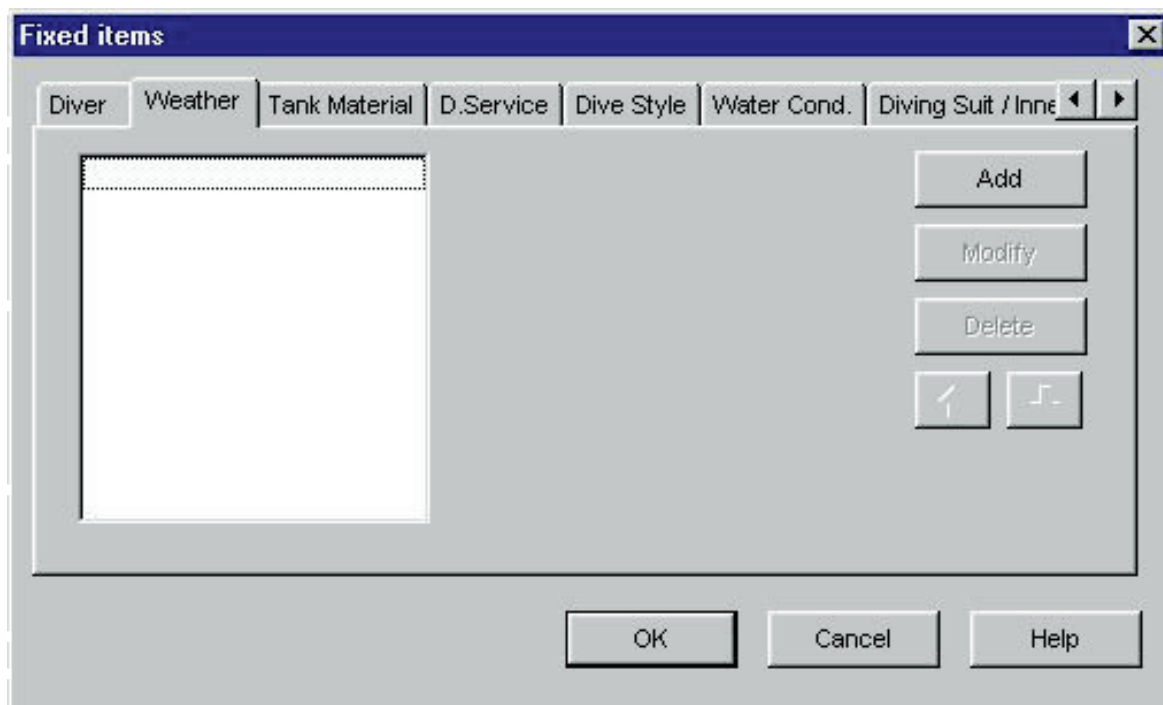 Fixed items
Diver Weather Tank Material D.Service Dive Style Water Cond. Diving Suit / Inne
Add
Modify
Delete
OK Cancel Help